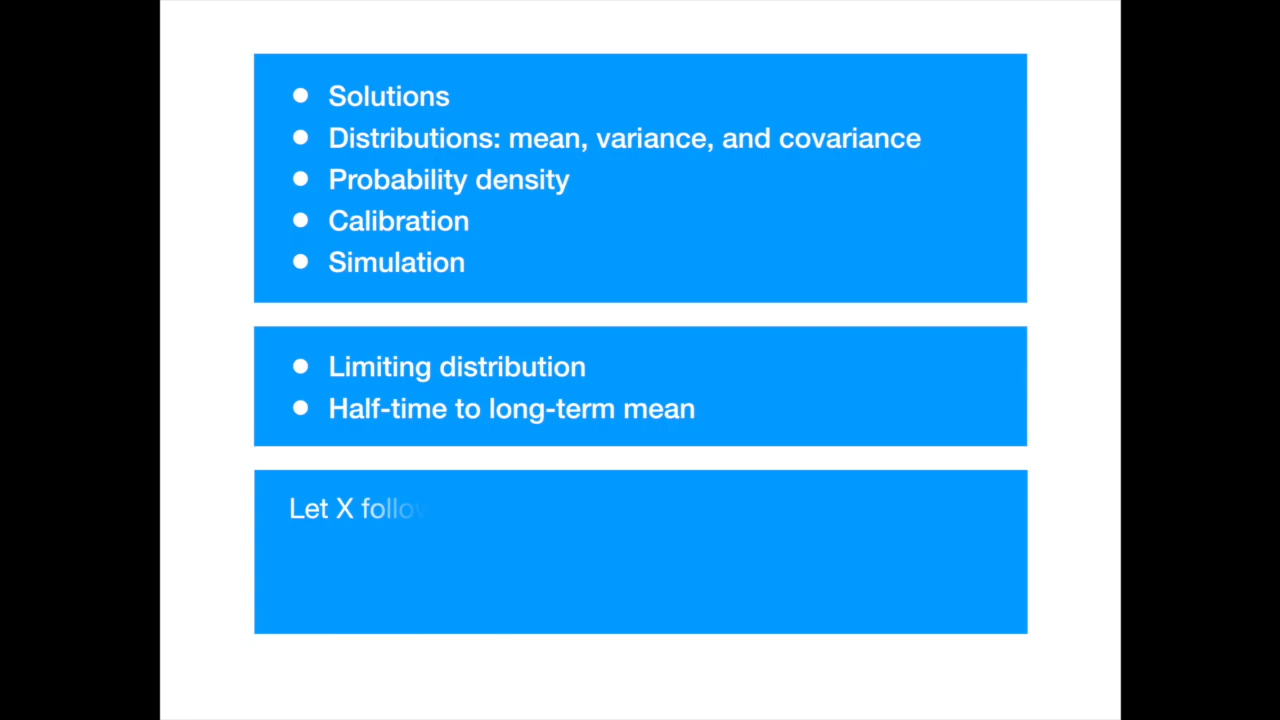 Solutions
Distributions: mean, variance, and covariance
Probability density
Calibration
Simulation
Limiting distribution
Half-time to long-term mean
Let X